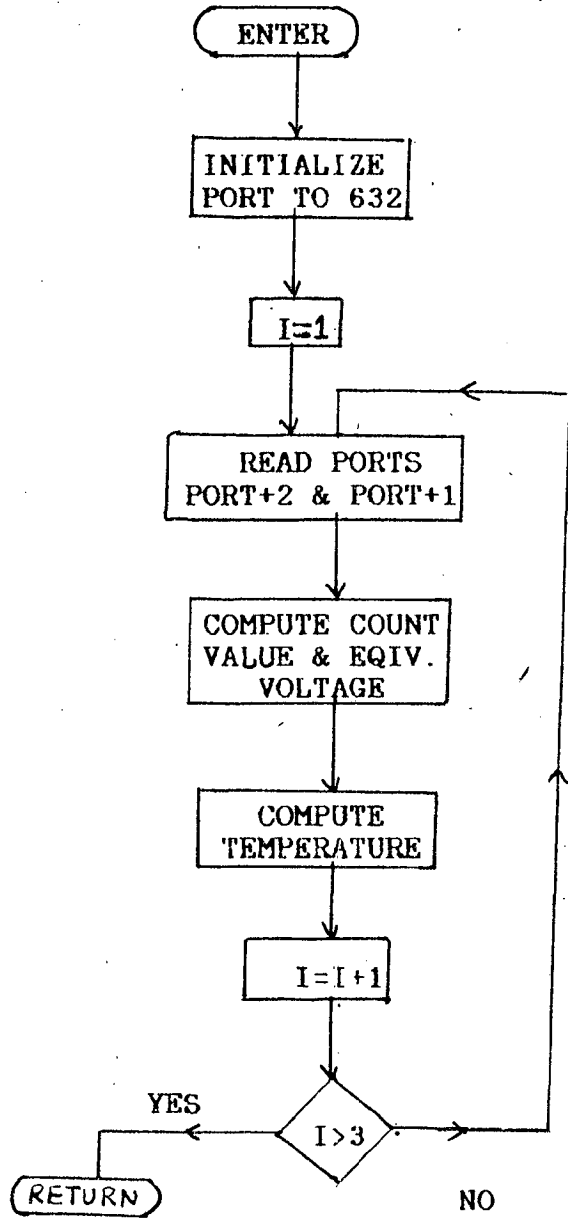 ENTER
INITIALIZE
PORT TO 632
I=1
READ PORTS
PORT+2 & PORT+1
COMPUTE COUNT
VALUE & EQIV.
VOLTAGE
COMPUTE
TEMPERATURE
I=I+1
YES
I>3
RETURN
NO